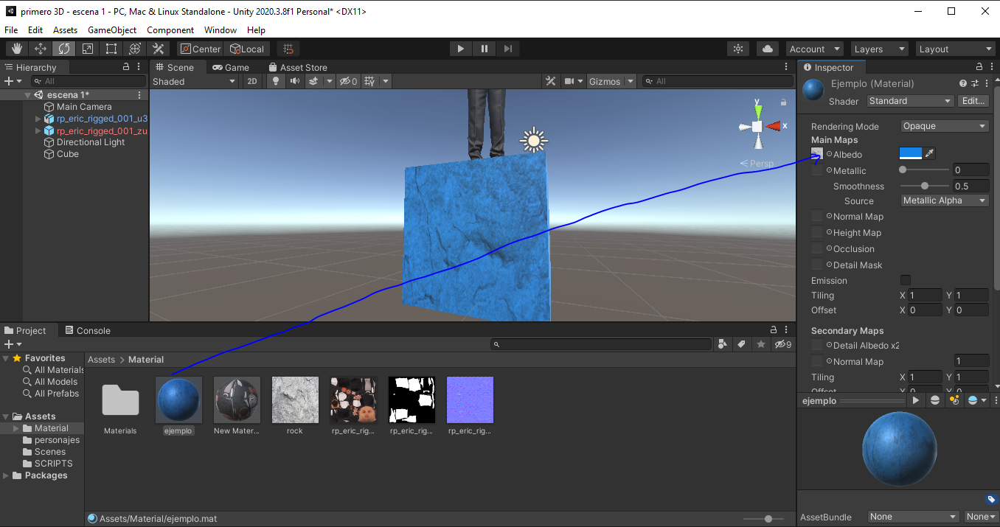 primero 3D - escena 1 - PC, Mac & Linux Standalone - Unity 2020.3.8f1 Personal* <DX11>
File Edit Assets GameObject Component Window Help
Center Local Account Layers Layout
Hierarchy
All
escena 1*
Main Camera
rp_eric_rigged_001_u3
rp_eric_rigged_001_zu
Directional Light
Cube
Scene Game Asset Store
Shaded 2D 0 Gizmos All
y
x
Persp
Inspector
Ejemplo (Material)
Shader Standard Edit...
Rendering Mode Opaque
Main Maps
Albedo
Metallic 0
Smoothness 0.5
Source Metallic Alpha
Normal Map
Height Map
Occlusion
Detail Mask
Emission
Tiling X 1 Y 1
Offset X 0 Y 0
Secondary Maps
Detail Albedo x2
Normal Map 1
Tiling X 1 Y 1
Offset X 0 Y 0
ejemplo
AssetBundle None None
Project Console
9
Favorites
All Materials
All Models
All Prefabs
Assets
Material
personajes
Scenes
SCRIPTS
Packages
Assets > Material
Materials ejemplo New Mater... rock rp_eric_rig... rp_eric_rig... rp_eric_rig...
Assets/Material/ejemplo.mat